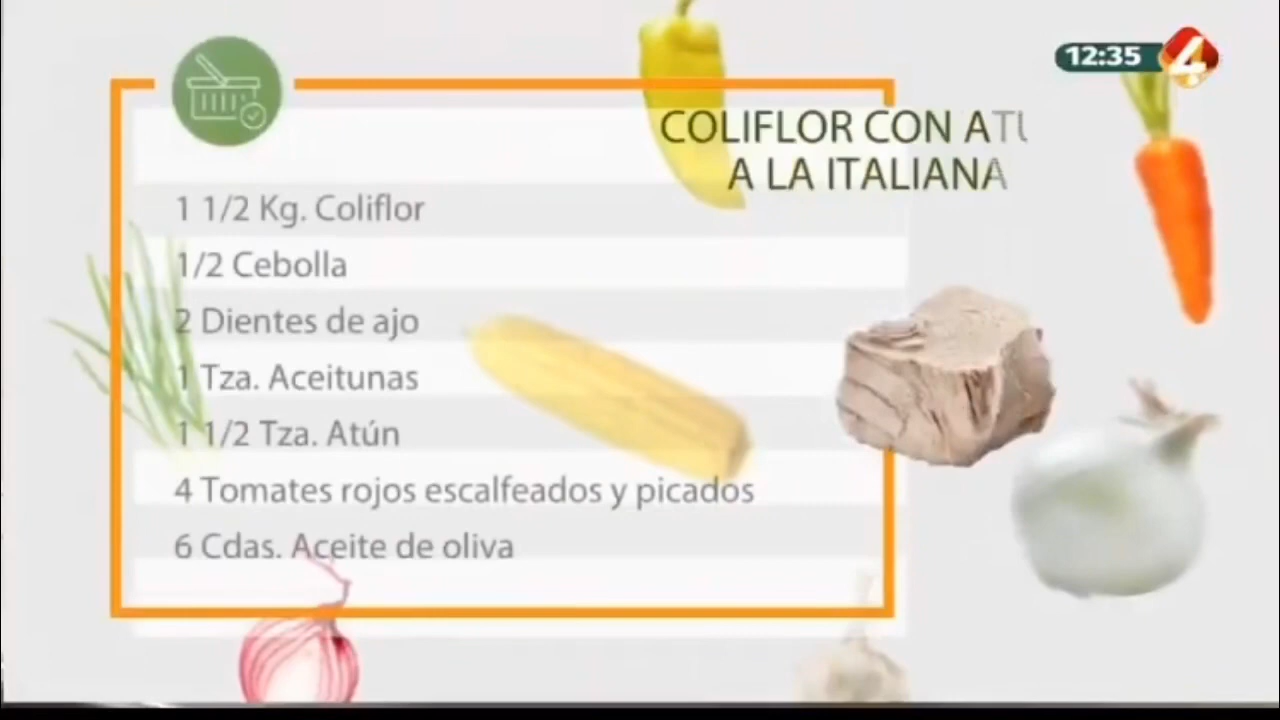 12:35
4
COLIFLOR CON ATU
A LA ITALIANA
1 1/2 Kg. Coliflor
1/2 Cebolla
2 Dientes de ajo
1 Tza. Aceitunas
1 1/2 Tza. Atún
4 Tomates rojos escalfeados y picados
6 Cdas. Aceite de oliva